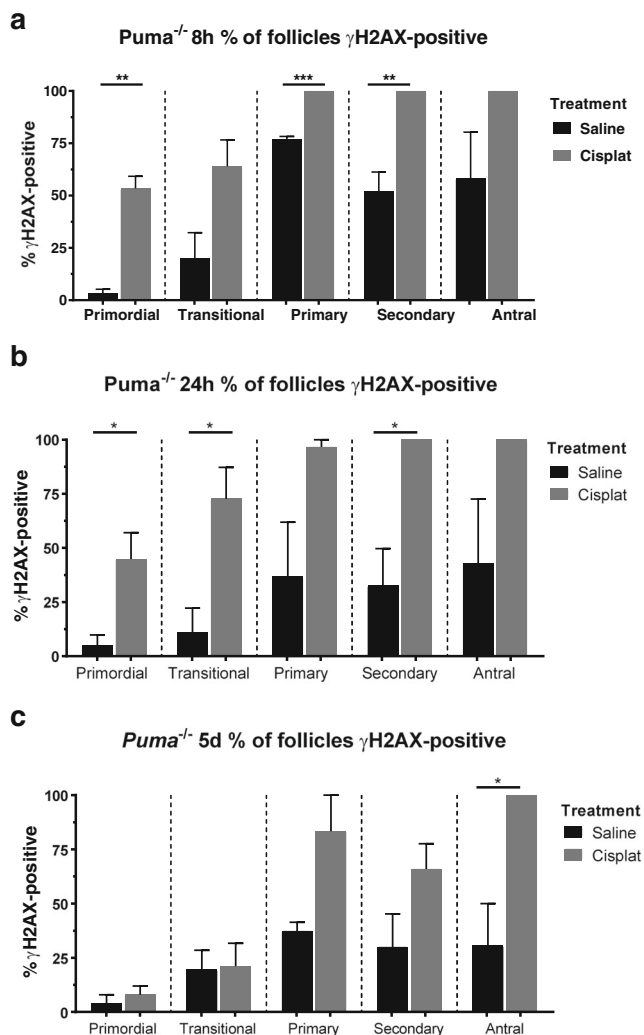 a
Puma-/- 8h % of follicles γH2AX-positive
** *** **
100
75
50
25
0
% γH2AX-positive
Primordial Transitional Primary Secondary Antral
Treatment
Saline
Cisplat
b
Puma-/- 24h % of follicles γH2AX-positive
* * *
100
75
50
25
0
% γH2AX-positive
Primordial Transitional Primary Secondary Antral
Treatment
Saline
Cisplat
c
Puma-/- 5d % of follicles γH2AX-positive
*
100
75
50
25
0
% γH2AX-positive
Primordial Transitional Primary Secondary Antral
Treatment
Saline
Cisplat